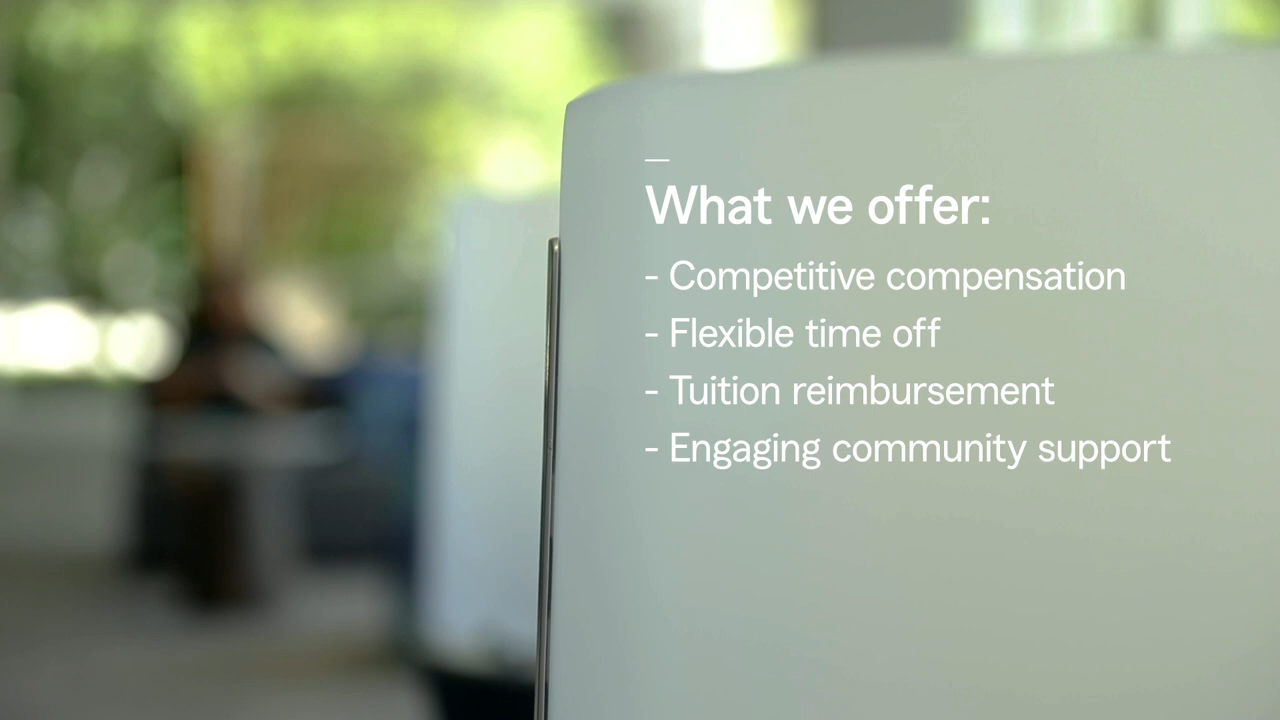 What we offer:
- Competitive compensation
- Flexible time off
- Tuition reimbursement
- Engaging community support